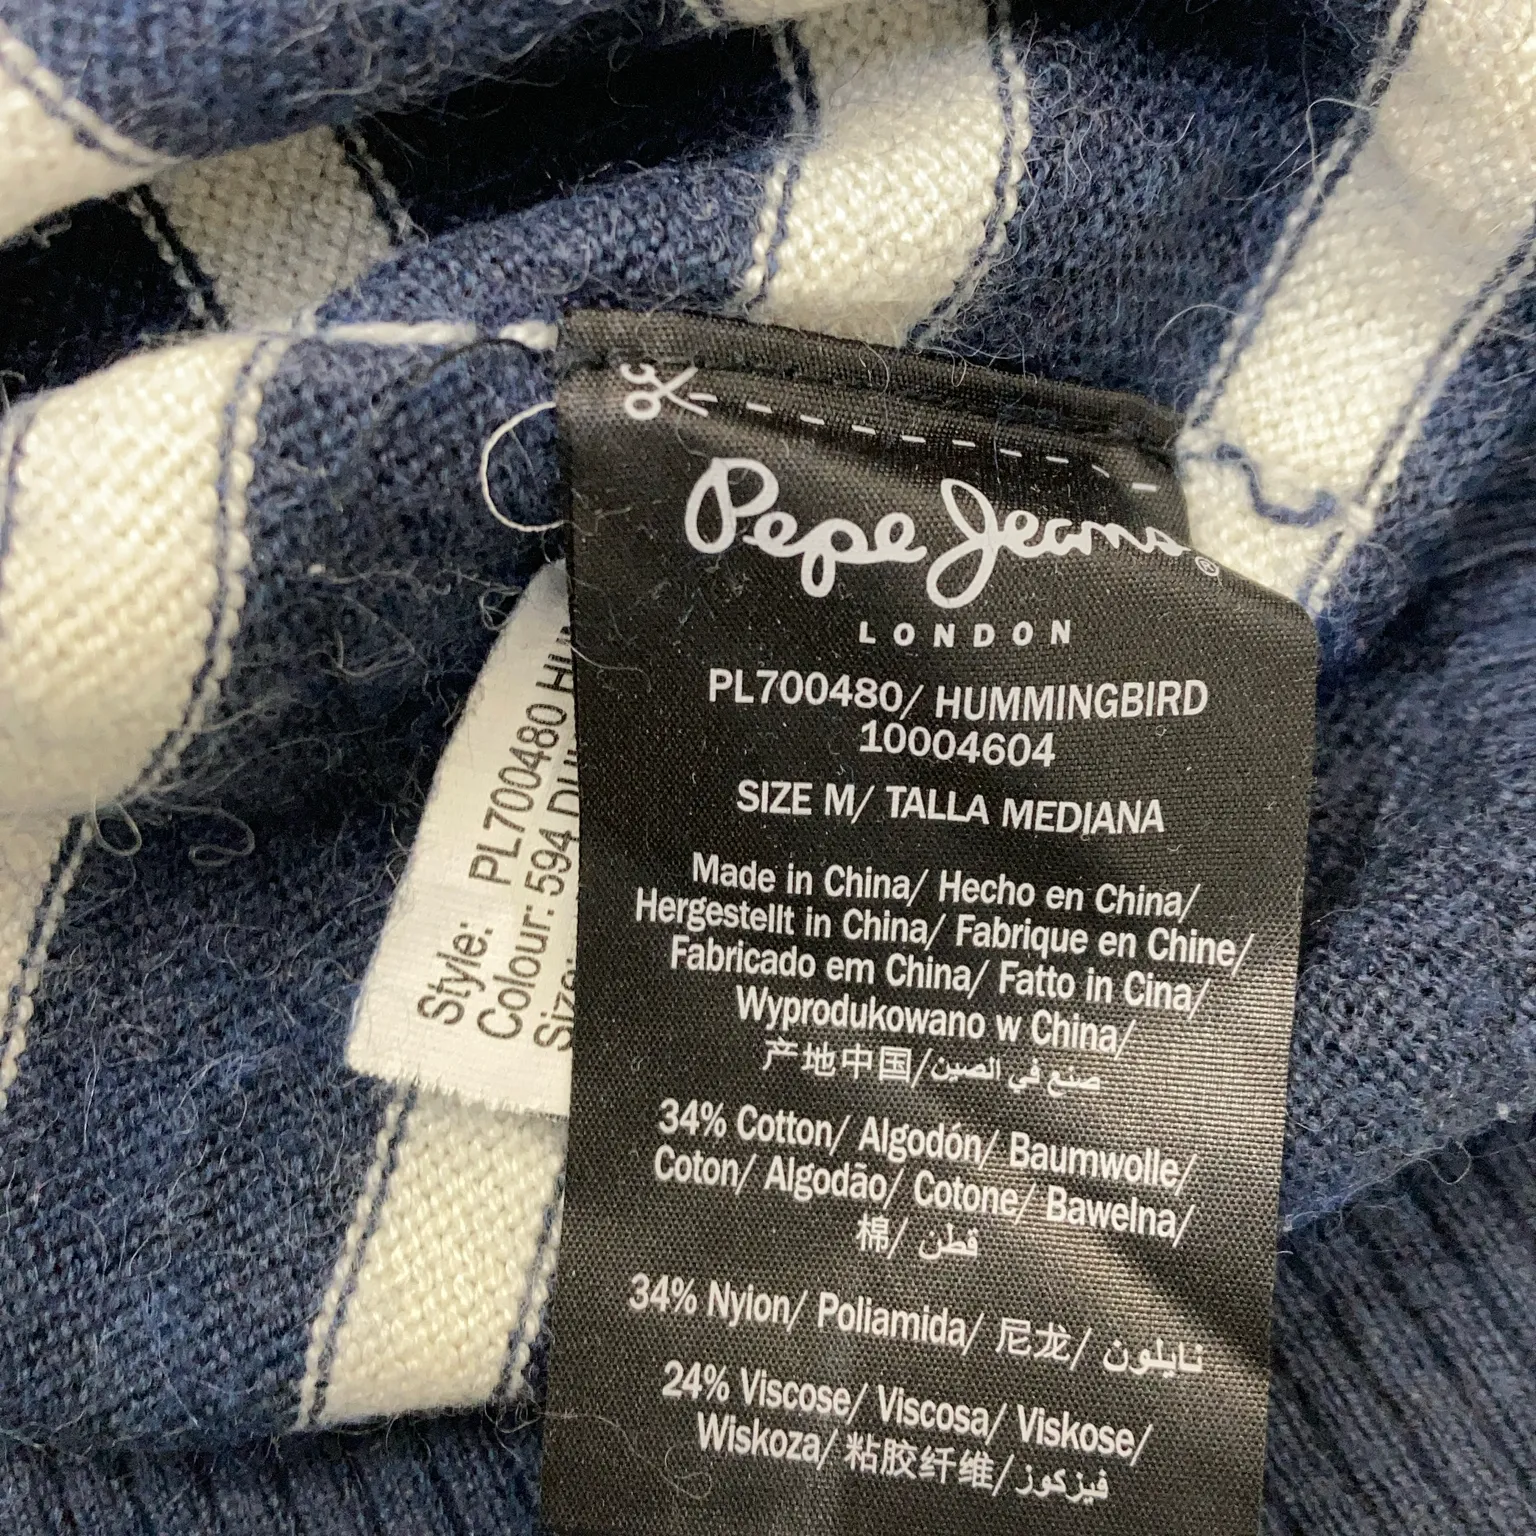 Pepe Jeans®
LONDON
PL700480/ HUMMINGBIRD
10004604
SIZE M/ TALLA MEDIANA
Made in China/ Hecho en China/
Hergestellt in China/ Fabrique en Chine/
Fabricado em China/ Fatto in Cina/
Wyprodukowano w China/
产地中国/صنع في الصين
34% Cotton/ Algodón/ Baumwolle/
Coton/ Algodão/ Cotone/ Bawelna/
棉/ قطن
34% Nylon/ Poliamida/ 尼龙/ نايلون
24% Viscose/ Viscosa/ Viskose/
Wiskoza/ 粘胶纤维/فيزكوز
Style: PL700480
Colour: 594
Size: